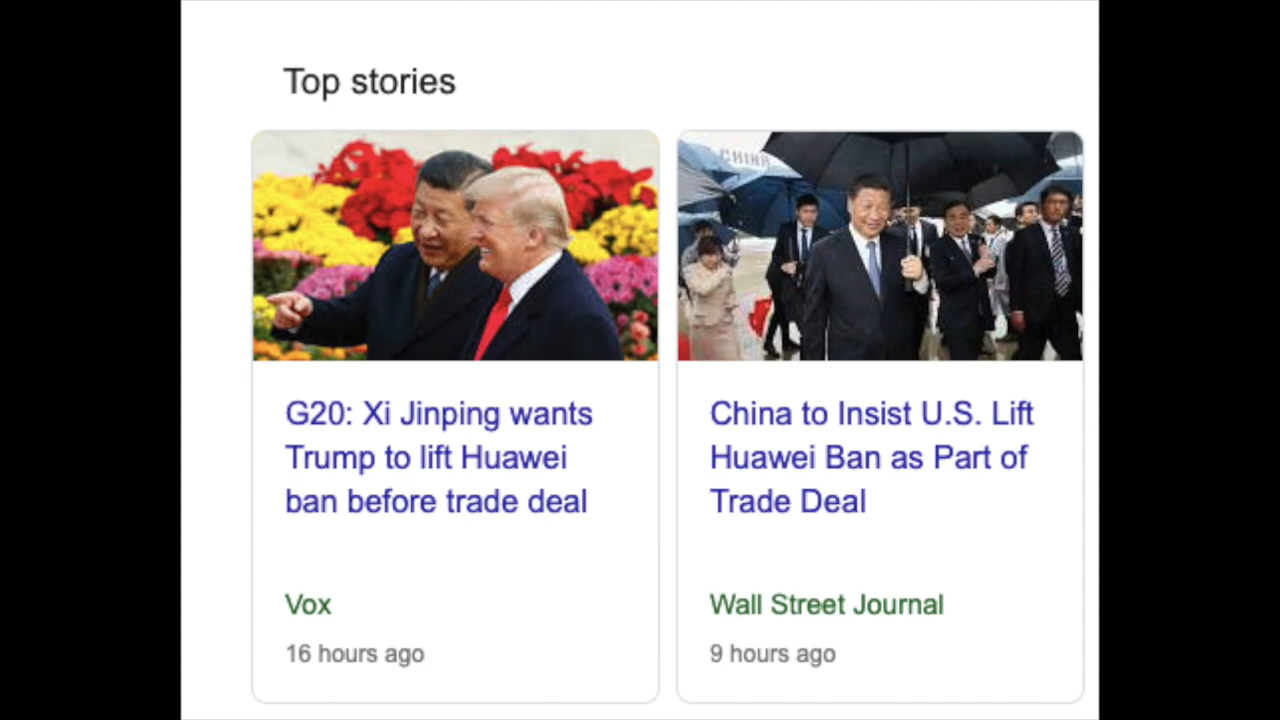 Top stories
CHINA
G20: Xi Jinping wants
Trump to lift Huawei
ban before trade deal
Vox
16 hours ago
China to Insist U.S. Lift
Huawei Ban as Part of
Trade Deal
Wall Street Journal
9 hours ago